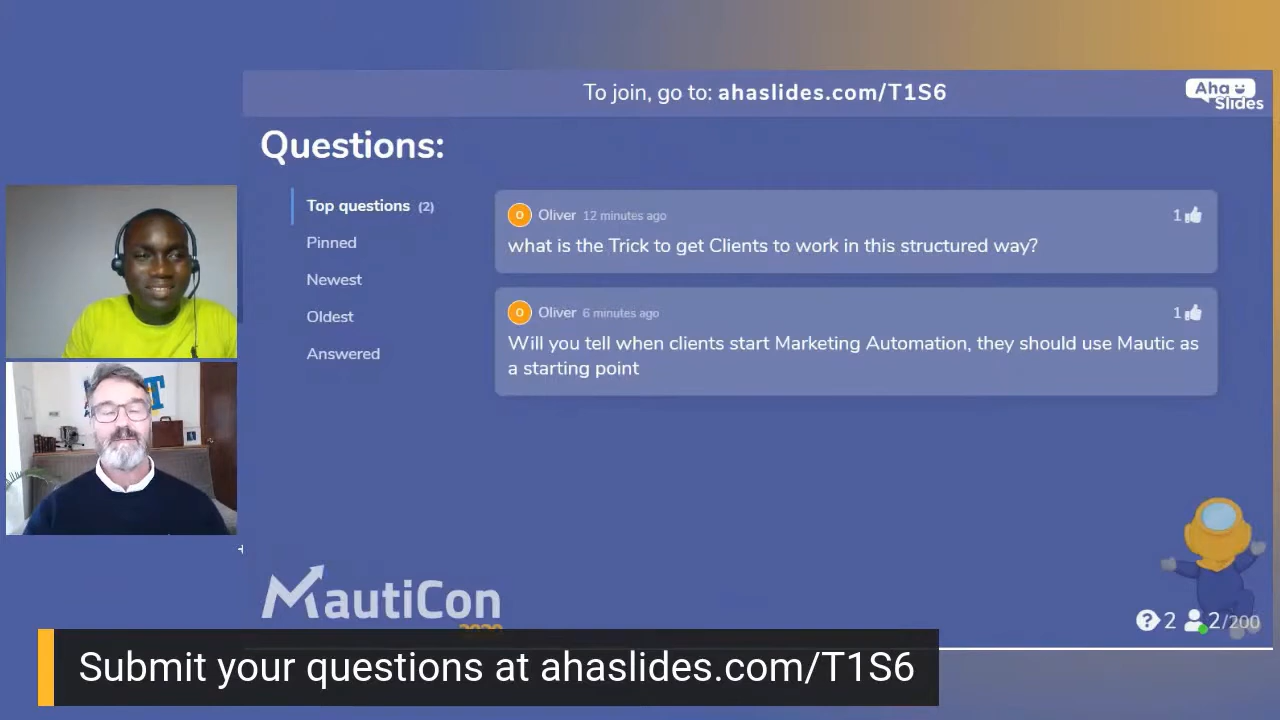 To join, go to: ahaslides.com/T1S6
Aha
Slides
Questions:
Top questions (2)
Pinned
Newest
Oldest
Answered
O Oliver 12 minutes ago 1
what is the Trick to get Clients to work in this structured way?
O Oliver 6 minutes ago 1
Will you tell when clients start Marketing Automation, they should use Mautic as
a starting point
MautiCon
2020
? 2 2/200
Submit your questions at ahaslides.com/T1S6